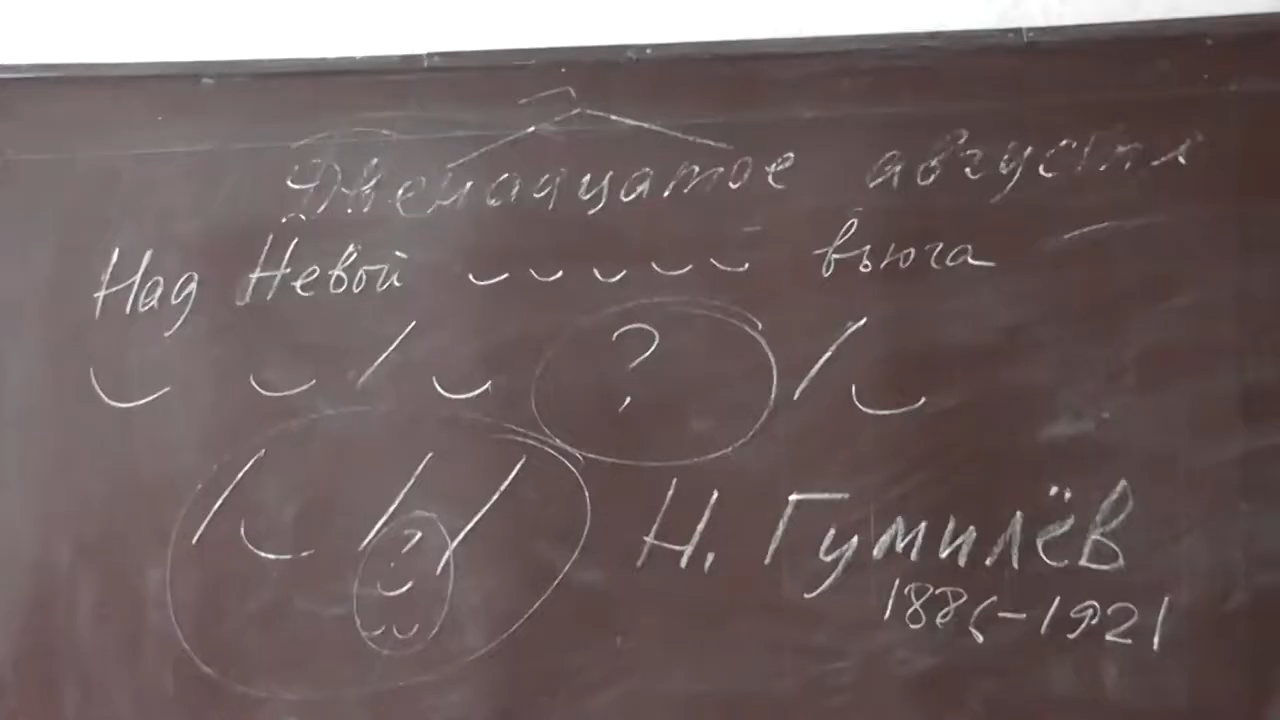 Двенадцатое августа
Над Невой вьюга
?
?
Н. Гумилёв
1886-1921